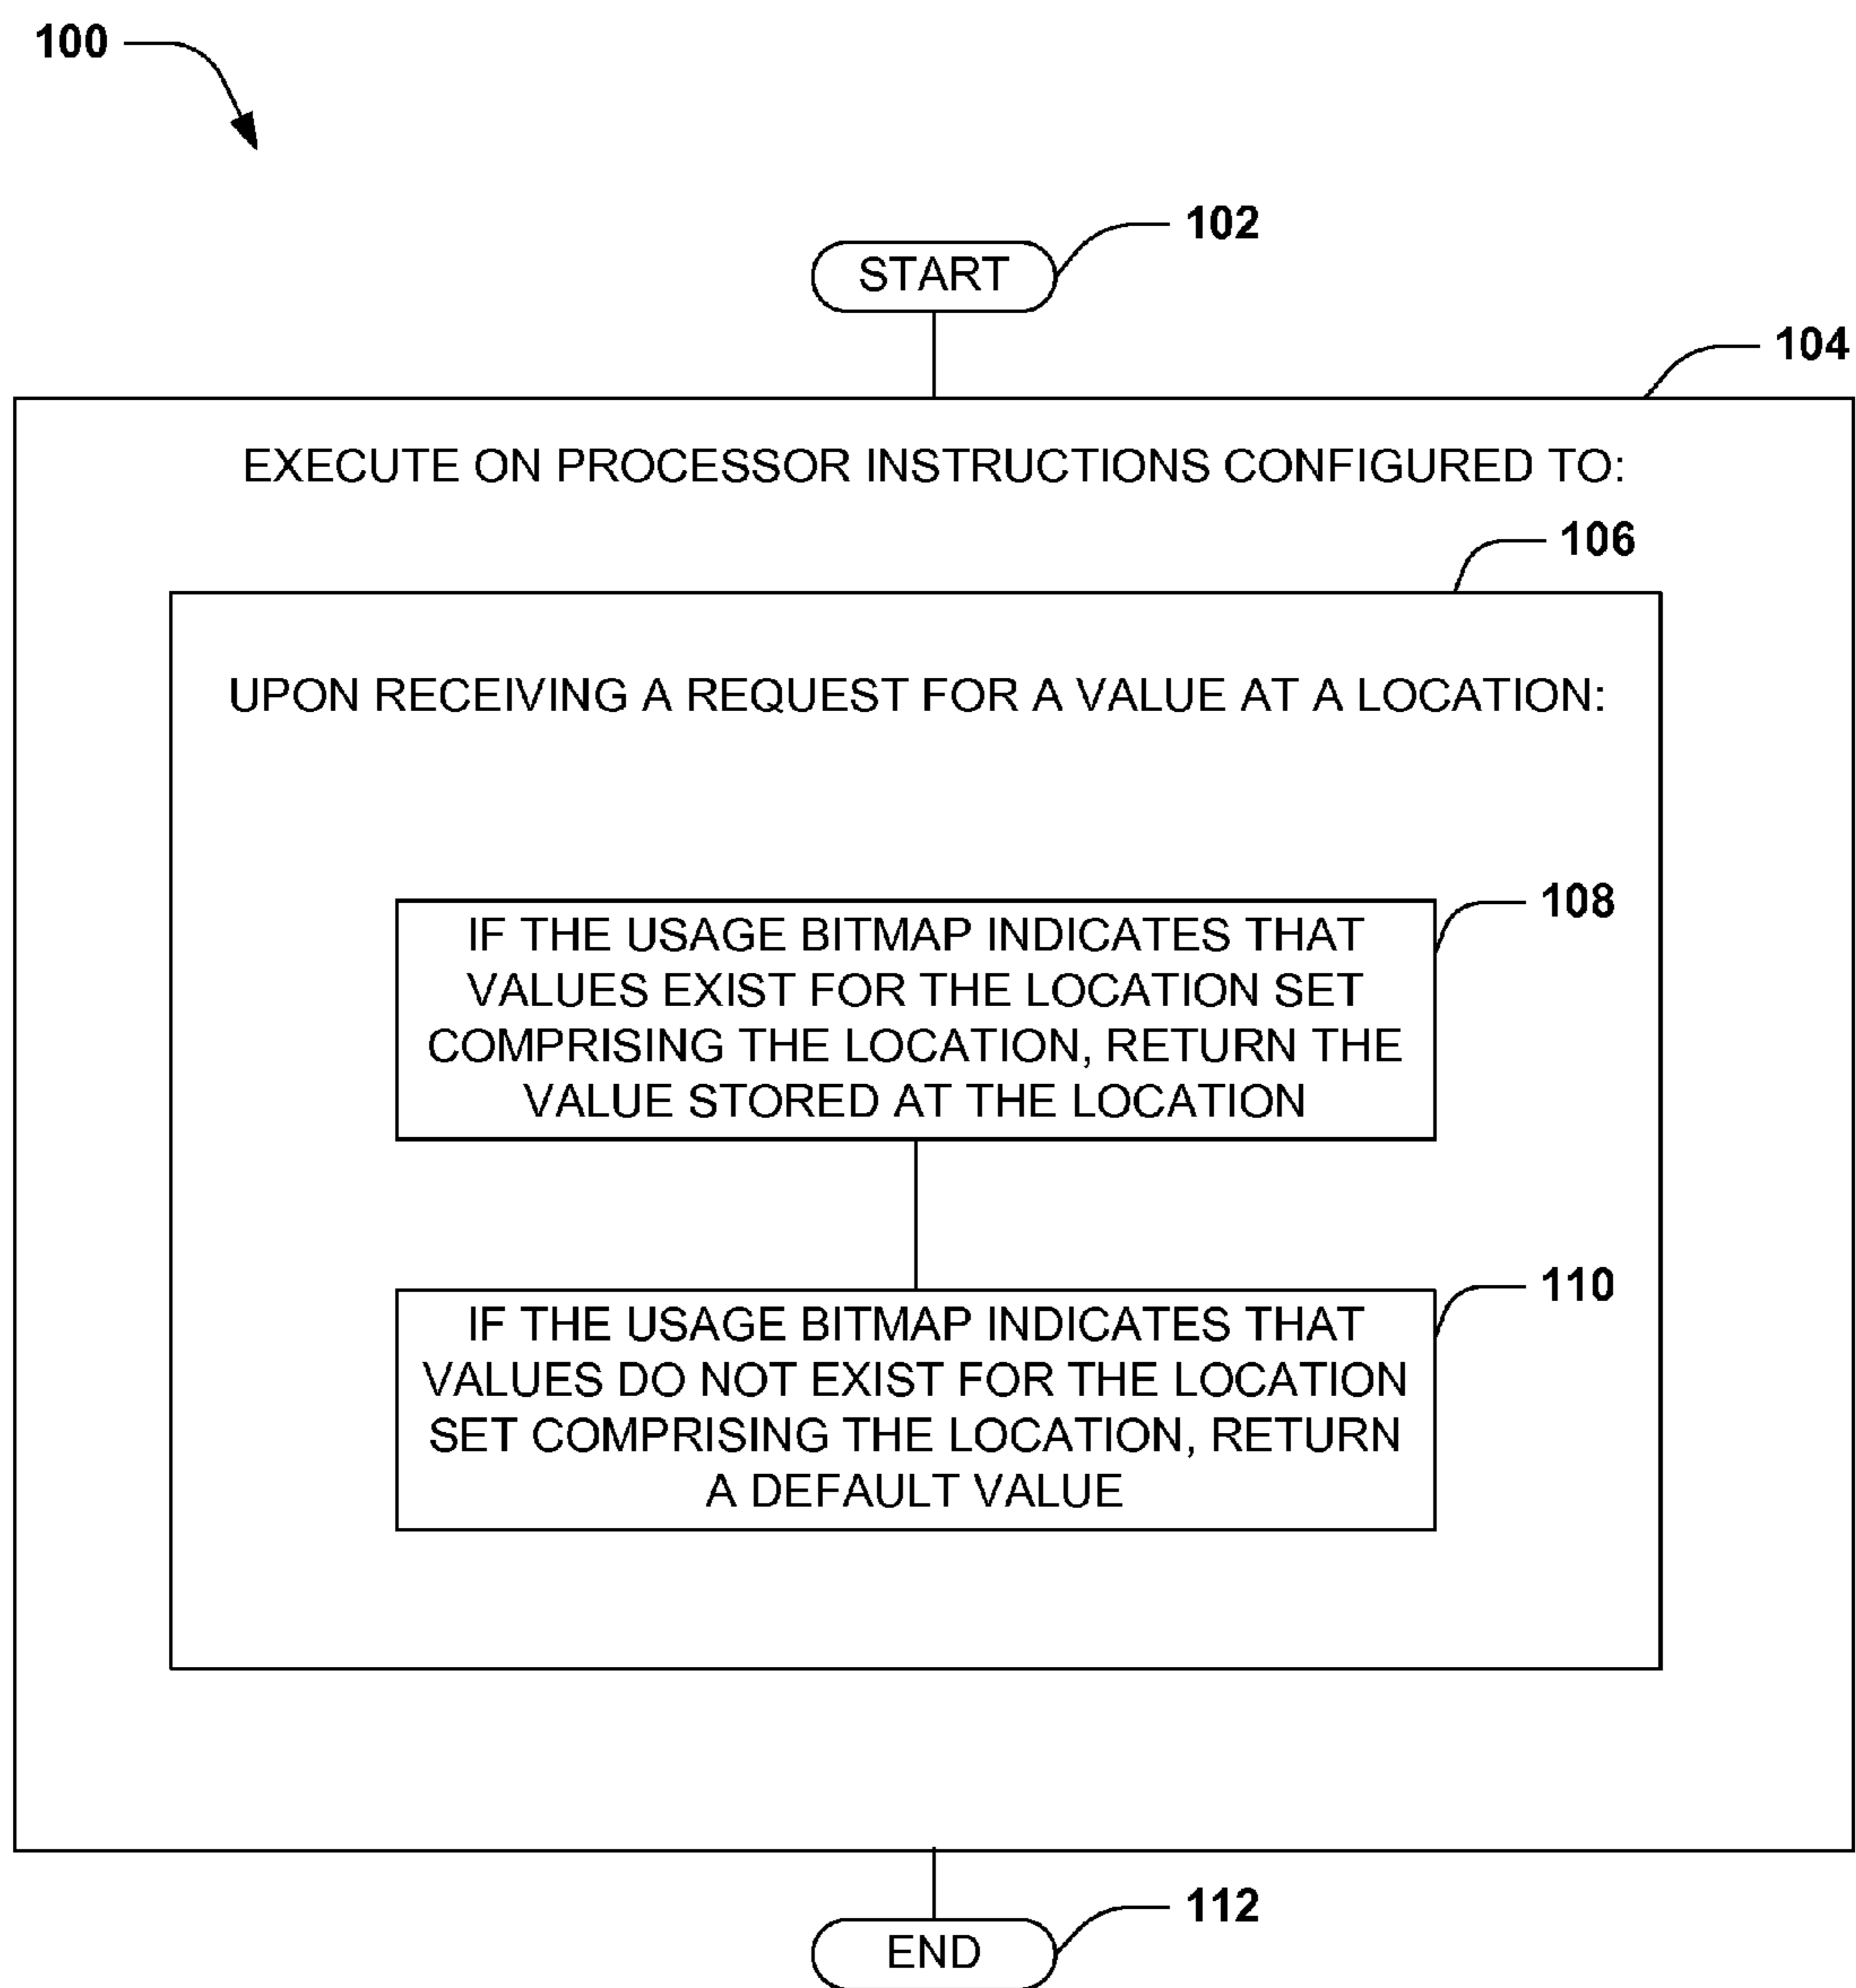 100
102
START
104
EXECUTE ON PROCESSOR INSTRUCTIONS CONFIGURED TO:
106
UPON RECEIVING A REQUEST FOR A VALUE AT A LOCATION:
108
IF THE USAGE BITMAP INDICATES THAT
VALUES EXIST FOR THE LOCATION SET
COMPRISING THE LOCATION, RETURN THE
VALUE STORED AT THE LOCATION
110
IF THE USAGE BITMAP INDICATES THAT
VALUES DO NOT EXIST FOR THE LOCATION
SET COMPRISING THE LOCATION, RETURN
A DEFAULT VALUE
112
END